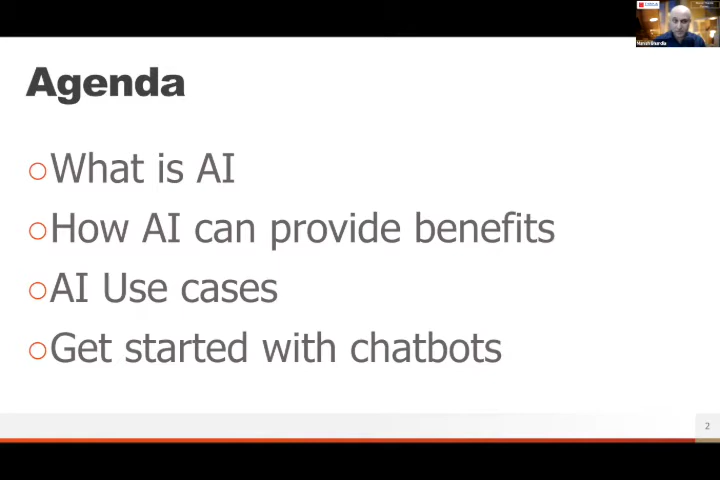 Agenda
○What is AI
○How AI can provide benefits
○AI Use cases
○Get started with chatbots
2